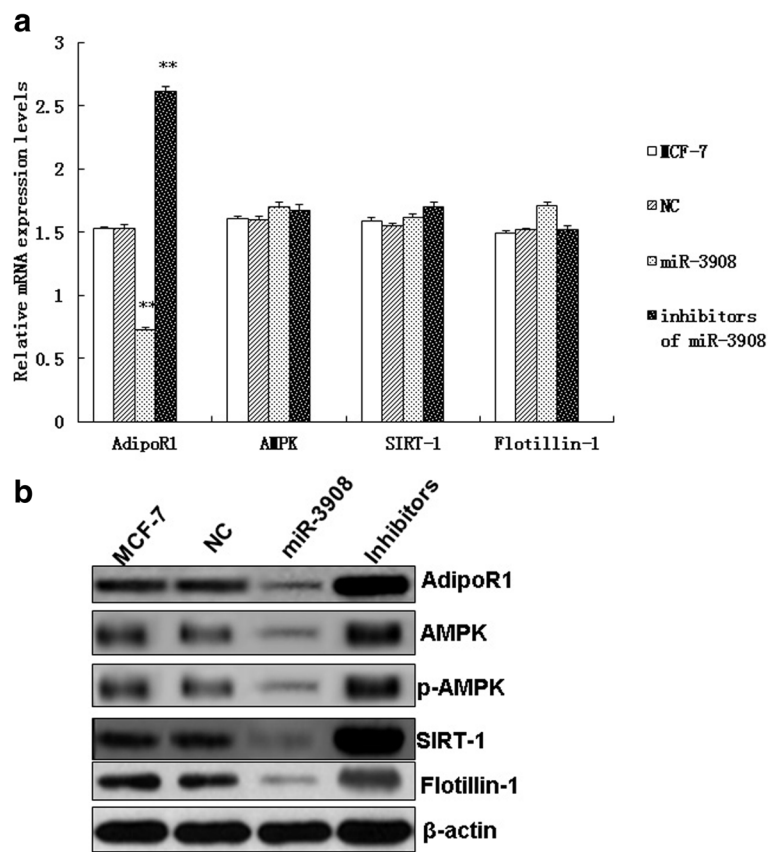 a
Relative mRNA expression levels
3
2.5
2
1.5
1
0.5
0
**
**
AdipoR1
AMPK
SIRT-1
Flotillin-1
MCF-7
NC
miR-3908
inhibitors
of miR-3908
b
MCF-7
NC
miR-3908
Inhibitors
AdipoR1
AMPK
p-AMPK
SIRT-1
Flotillin-1
β-actin